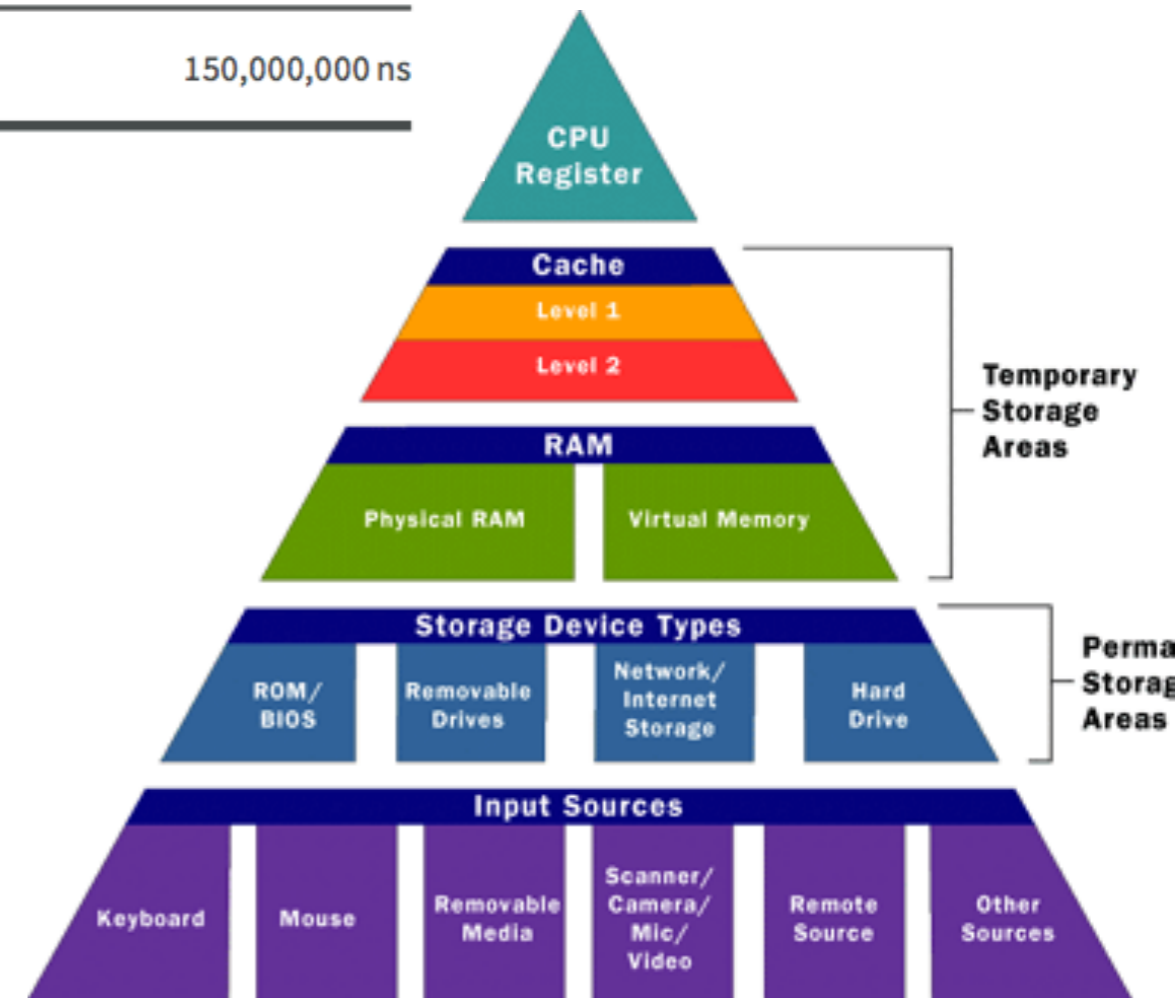 150,000,000 ns
CPU
Register
Cache
Level 1
Level 2
Temporary
Storage
Areas
RAM
Physical RAM
Virtual Memory
Storage Device Types
ROM/
BIOS
Removable
Drives
Network/
Internet
Storage
Hard
Drive
Perma
Storag
Areas
Input Sources
Keyboard
Mouse
Removable
Media
Scanner/
Camera/
Mic/
Video
Remote
Source
Other
Sources